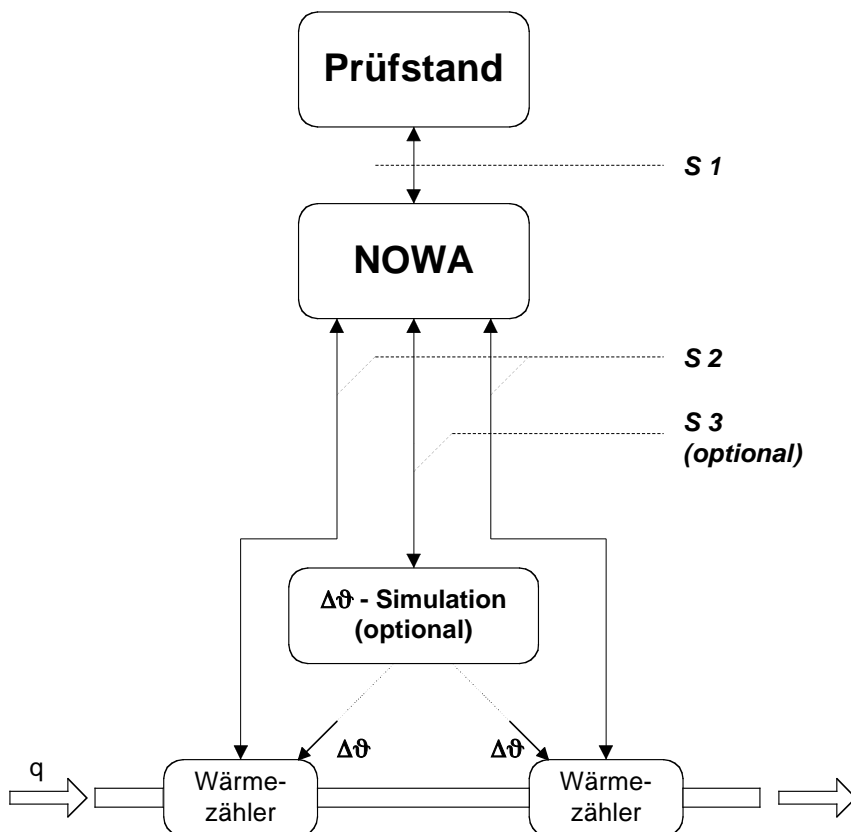 Prüfstand
S 1
NOWA
S 2
S 3
(optional)
Δϑ - Simulation
(optional)
Δϑ
Δϑ
q
Wärme-
zähler
Wärme-
zähler